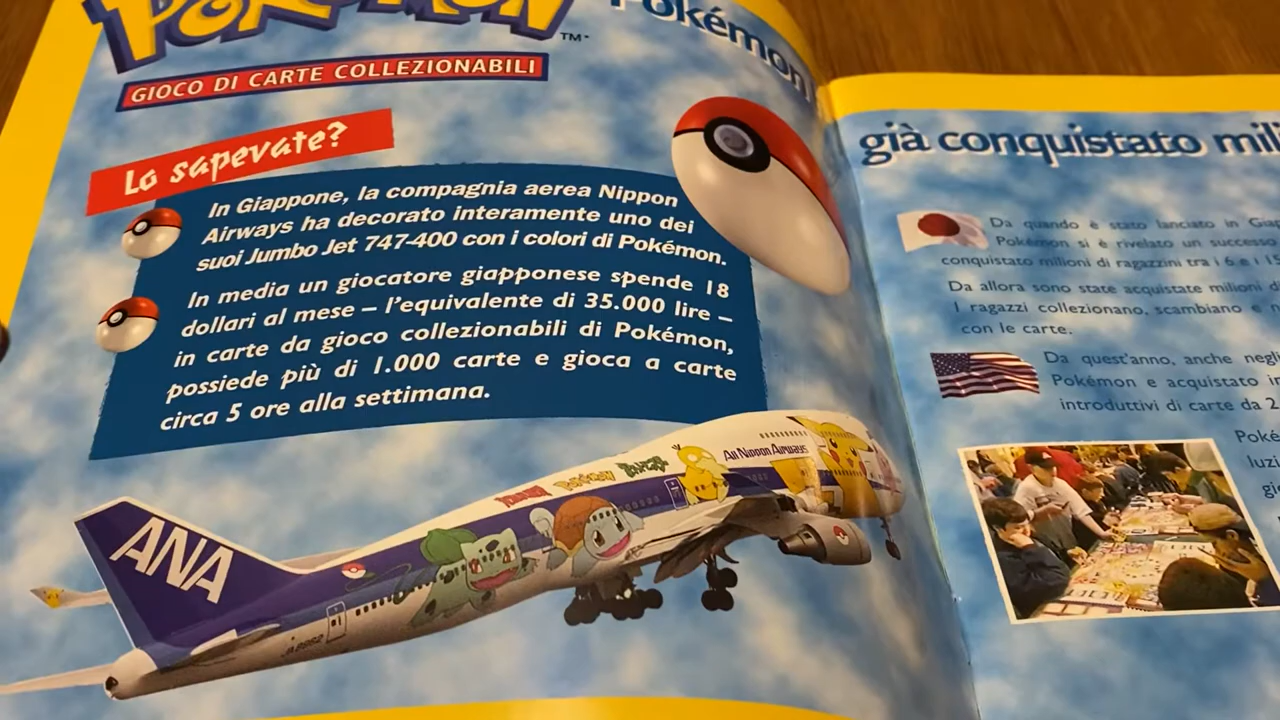 POKéMON
TM
GIOCO DI CARTE COLLEZIONABILI
Lo sapevate?
In Giappone, la compagnia aerea Nippon
Airways ha decorato interamente uno dei
suoi Jumbo Jet 747-400 con i colori di Pokémon.
In media un giocatore giapponese spende 18
dollari al mese – l'equivalente di 35.000 lire –
in carte da gioco collezionabili di Pokémon,
possiede più di 1.000 carte e gioca a carte
circa 5 ore alla settimana.
ANA
POKéMON
All Nippon Airways
Pokémon
già conquistato mil
Da quando è stato lanciato in
Pokémon si è rivelato un successo
conquistato milioni di ragazzini tra i 6 e i 15
Da allora sono state acquistate milioni
I ragazzi collezionano, scambiano e
con le carte.
Da quest'anno, anche negli
Pokémon e acquistato
introduttivi di carte da 2
Poké
luzi